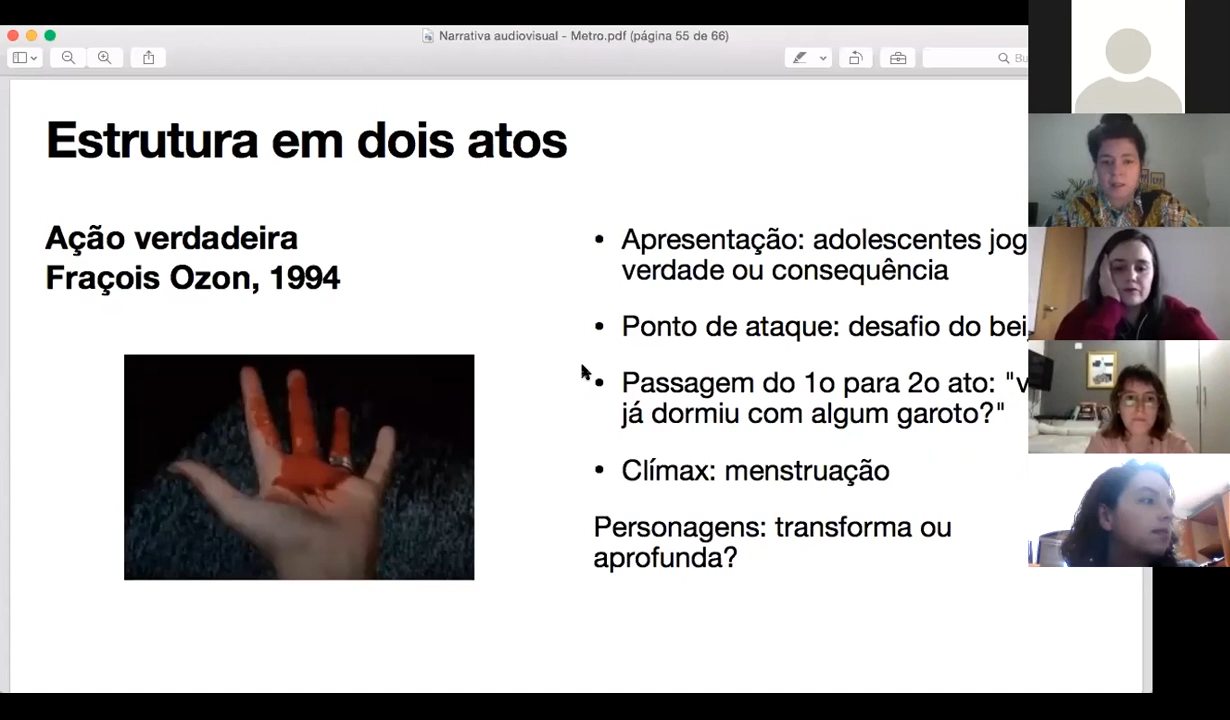 Narrativa audiovisual - Metro.pdf (página 55 de 66)
Estrutura em dois atos
Ação verdadeira
Fraçois Ozon, 1994
• Apresentação: adolescentes
verdade ou consequência
• Ponto de ataque: desafio do
• Passagem do 1o para 2o ato:
já dormiu com algum garoto?"
• Clímax: menstruação
Personagens: transforma ou
aprofunda?